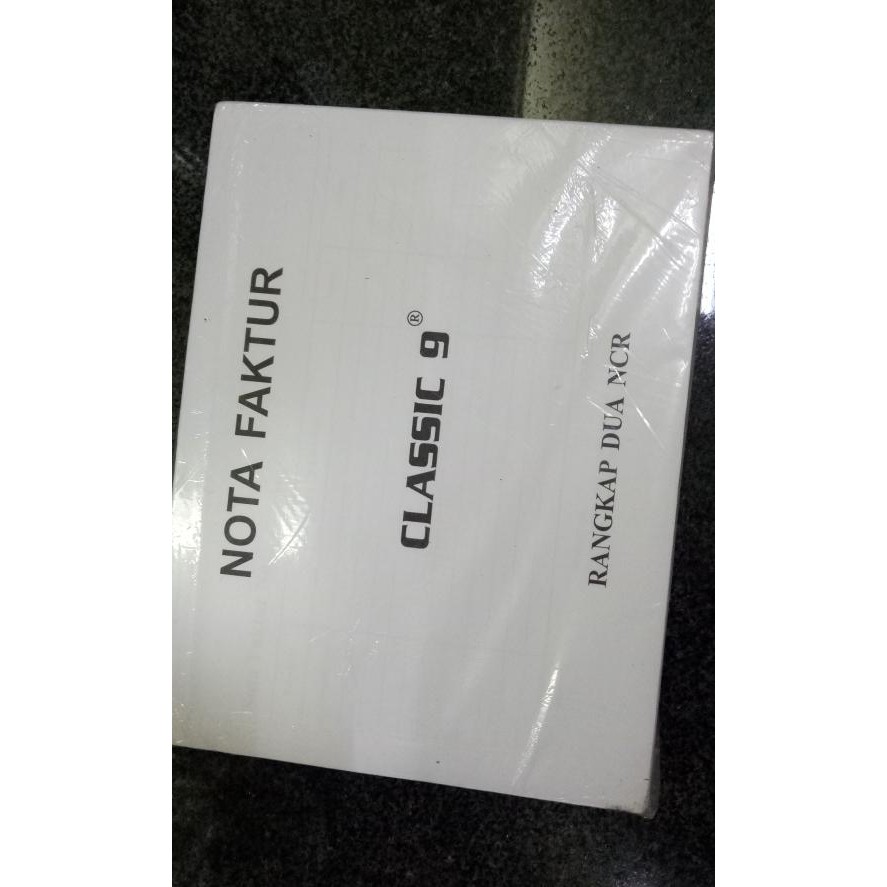 NOTA FAKTUR
CLASSIC 9®
RANGKAP DUA NCR